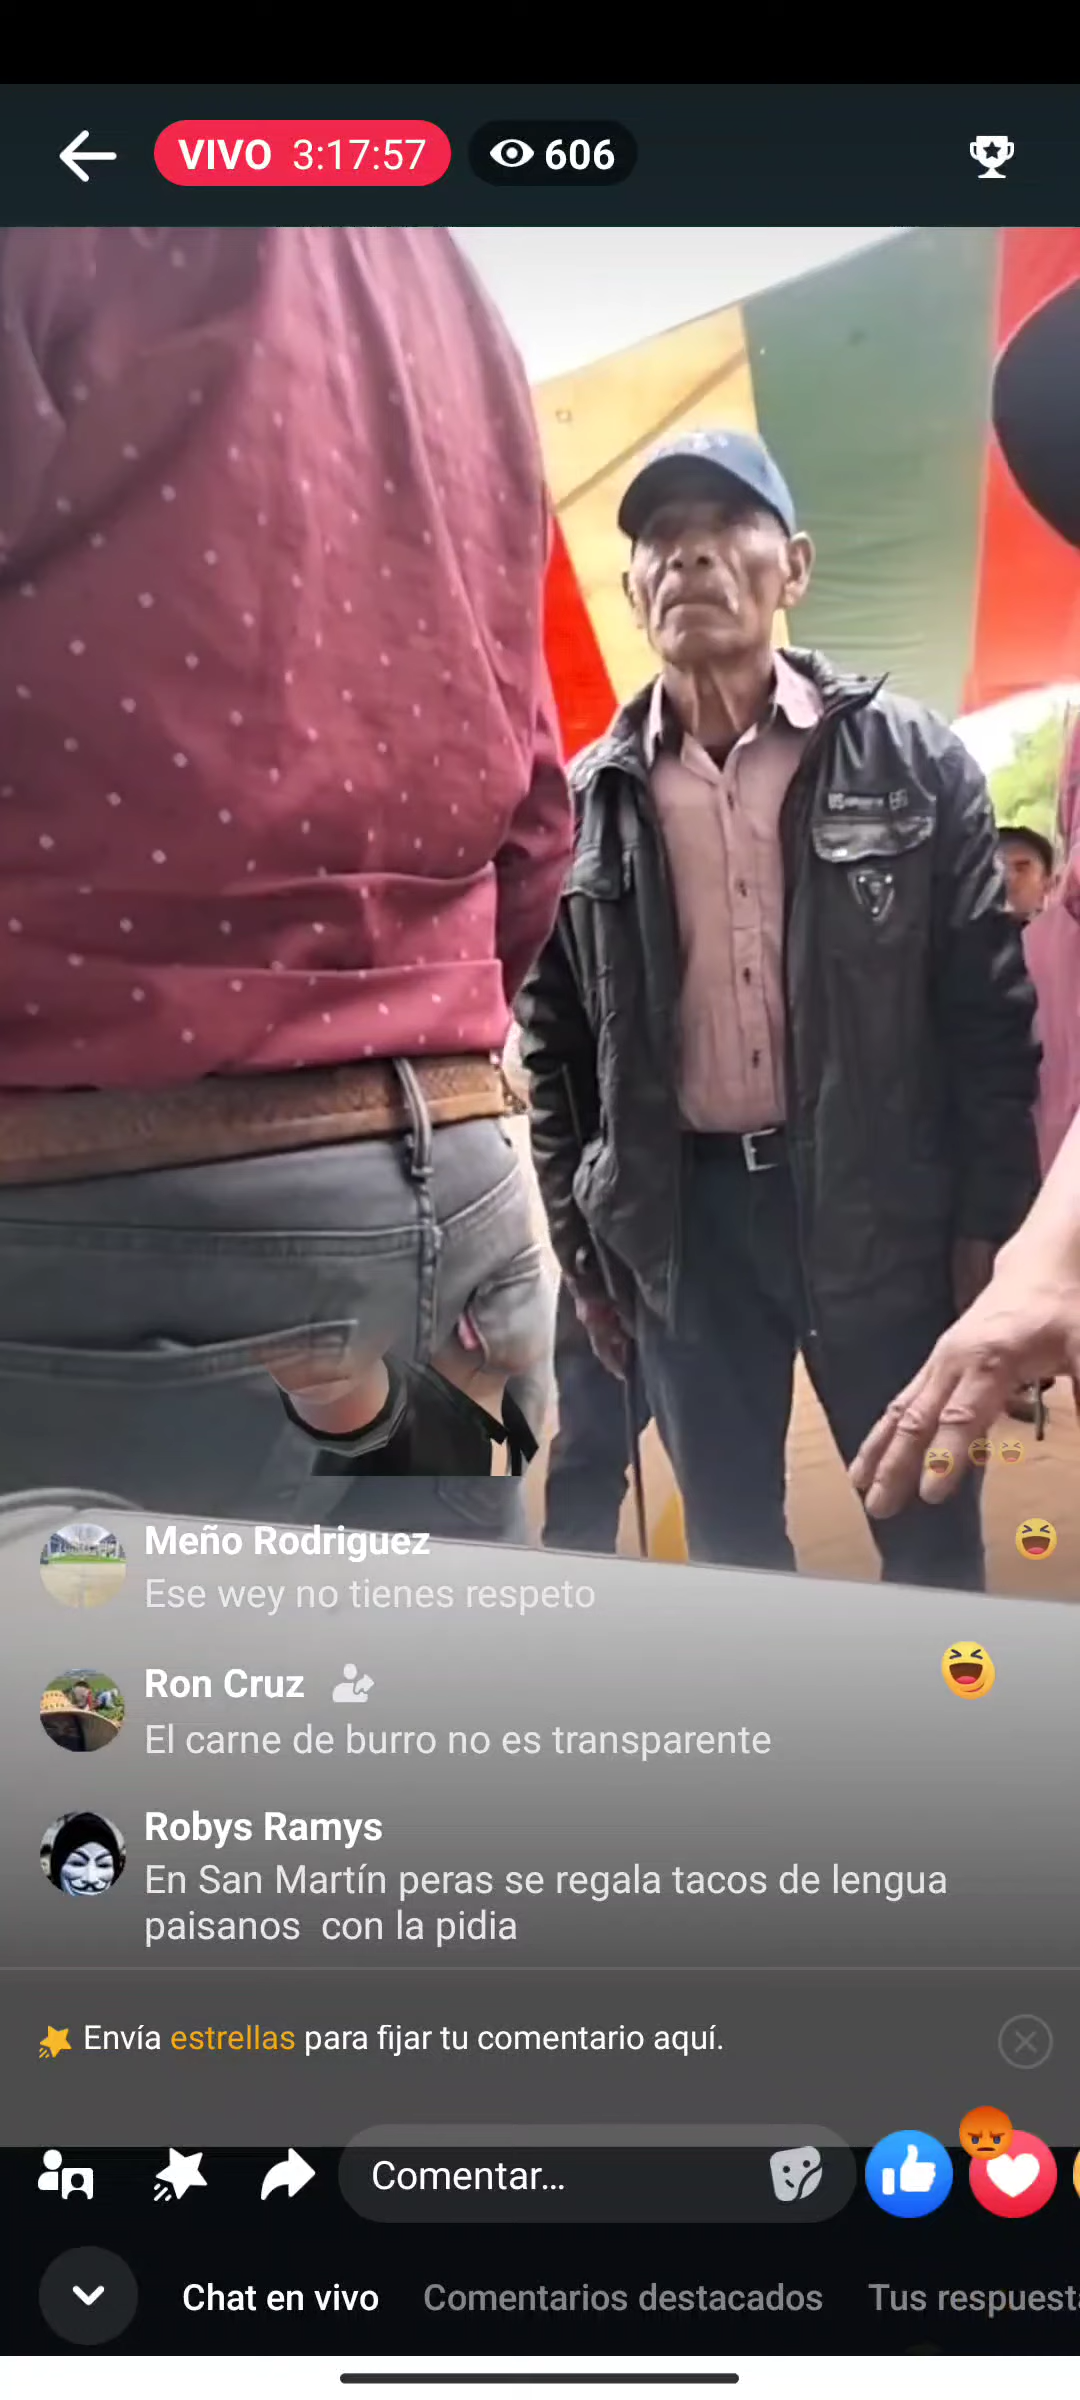 VIVO 3:17:57 606
Meño Rodriguez
Ese wey no tienes respeto
Ron Cruz
El carne de burro no es transparente
Robys Ramys
En San Martín peras se regala tacos de lengua
paisanos  con la pidia
Envía estrellas para fijar tu comentario aquí.
Comentar...
Chat en vivo Comentarios destacados Tus respuest